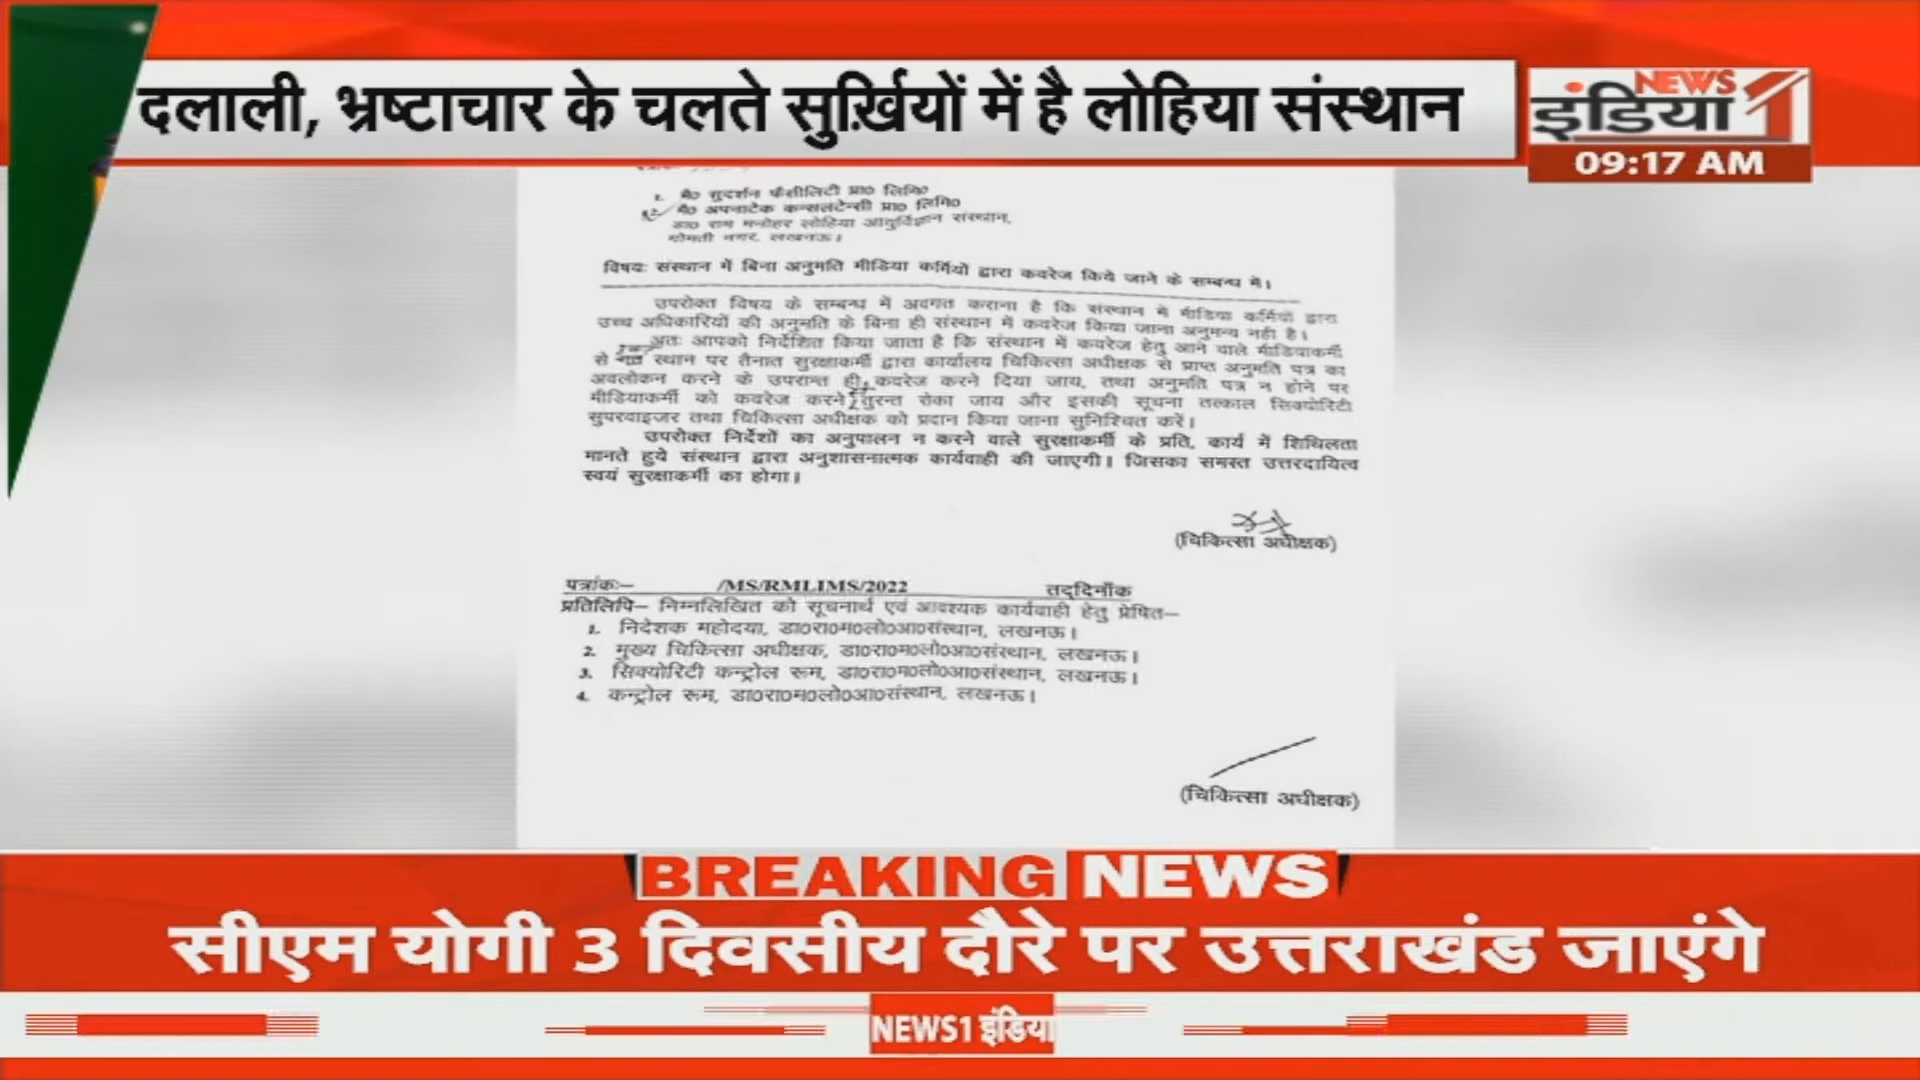 दलाली, भ्रष्टाचार के चलते सुर्ख़ियों में है लोहिया संस्थान
NEWS
इंडिया 1
09:17 AM
1. मै० सुदर्शन फैसीलिटी प्रा० लिमि०
2. मै० अपनाटेक कन्सलटेन्सी प्रा० लिमि०
डा० राम मनोहर लोहिया आयुर्विज्ञान संस्थान,
गोमती नगर, लखनऊ।
विषयः संस्थान में बिना अनुमति मीडिया कर्मियों द्वारा कवरेज किये जाने के सम्बन्ध में।
उपरोक्त विषय के सम्बन्ध में अवगत कराना है कि संस्थान में मीडिया कर्मियों द्वारा
उच्च अधिकारियों की अनुमति के बिना ही संस्थान में कवरेज किया जाना अनुमन्य नही है।
अतः आपको निर्देशित किया जाता है कि संस्थान में कवरेज हेतु आने वाले मीडियाकर्मी
से स्थान पर तैनात सुरक्षाकर्मी द्वारा कार्यालय चिकित्सा अधीक्षक से प्राप्त अनुमति पत्र का
अवलोकन करने के उपरान्त ही कवरेज करने दिया जाय, तथा अनुमति पत्र न होने पर
मीडियाकर्मी को कवरेज करने तुरन्त रोका जाय और इसकी सूचना तत्काल सिक्योरिटी
सुपरवाइजर तथा चिकित्सा अधीक्षक को प्रदान किया जाना सुनिश्चित करें।
उपरोक्त निर्देशों का अनुपालन न करने वाले सुरक्षाकर्मी के प्रति, कार्य में शिथिलता
मानते हुये संस्थान द्वारा अनुशासनात्मक कार्यवाही की जाएगी। जिसका समस्त उत्तरदायित्व
स्वयं सुरक्षाकर्मी का होगा।
(चिकित्सा अधीक्षक)
पत्रांकः– /MS/RMLIMS/2022 तद्दिनाँक
प्रतिलिपि– निम्नलिखित को सूचनार्थ एवं आवश्यक कार्यवाही हेतु प्रेषित–
1. निदेशक महोदया, डा०रा०म०लो०आ०संस्थान, लखनऊ।
2. मुख्य चिकित्सा अधीक्षक, डा०रा०म०लो०आ०संस्थान, लखनऊ।
3. सिक्योरिटी कन्ट्रोल रूम, डा०रा०म०लो०आ०संस्थान, लखनऊ।
4. कन्ट्रोल रूम, डा०रा०म०लो०आ०संस्थान, लखनऊ।
(चिकित्सा अधीक्षक)
BREAKING NEWS
सीएम योगी 3 दिवसीय दौरे पर उत्तराखंड जाएंगे
NEWS1 इंडिया